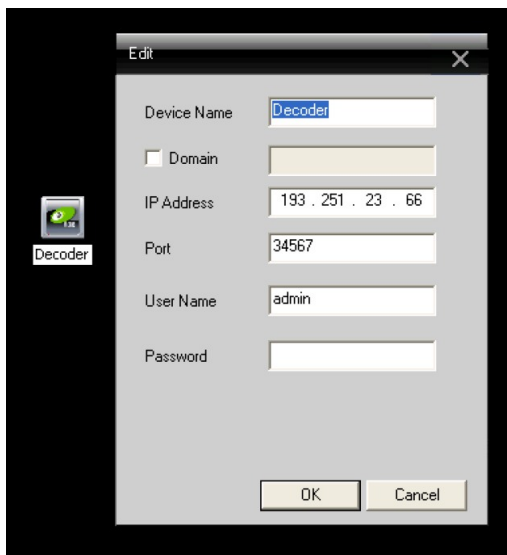 Edit
Device Name Decoder
Domain
IP Address 193 . 251 . 23 . 66
Decoder
Port 34567
User Name admin
Password
OK Cancel